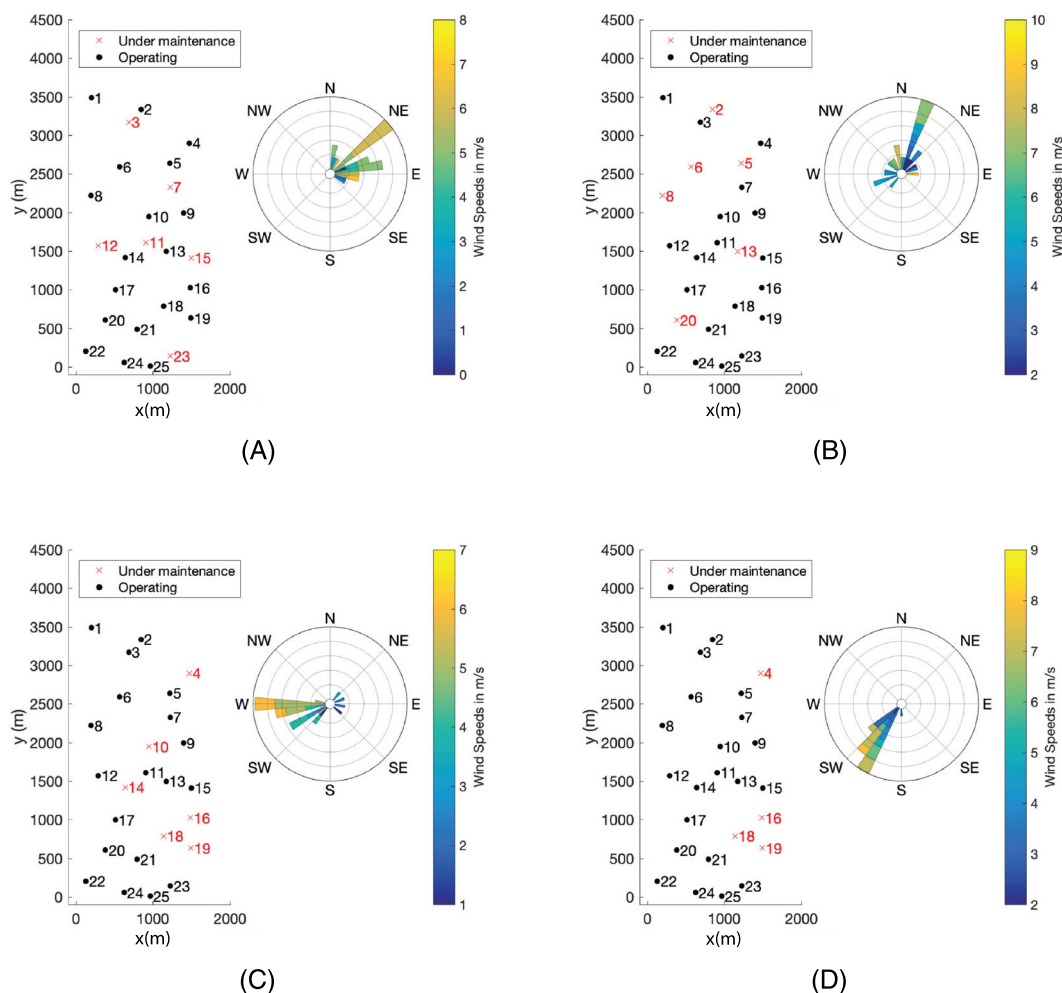 4500
4000
3500
3000
2500
2000
1500
1000
500
0
y (m)
× Under maintenance
• Operating
1
2
3
4
5
6
7
8
9
10
11
12
13
14
15
16
17
18
19
20
21
22
23
24
25
0 1000 2000
x(m)
N
NE
E
SE
S
SW
W
NW
8
7
6
5
4
3
2
1
0
Wind Speeds in m/s
(A)
4500
4000
3500
3000
2500
2000
1500
1000
500
0
y (m)
× Under maintenance
• Operating
1
2
3
4
5
6
7
8
9
10
11
12
13
14
15
16
17
18
19
20
21
22
23
24
25
0 1000 2000
x(m)
N
NE
E
SE
S
SW
W
NW
10
9
8
7
6
5
4
3
2
Wind Speeds in m/s
(B)
4500
4000
3500
3000
2500
2000
1500
1000
500
0
y (m)
× Under maintenance
• Operating
1
2
3
4
5
6
7
8
9
10
11
12
13
14
15
16
17
18
19
20
21
22
23
24
25
0 1000 2000
x(m)
N
NE
E
SE
S
SW
W
NW
7
6
5
4
3
2
1
Wind Speeds in m/s
(C)
4500
4000
3500
3000
2500
2000
1500
1000
500
0
y (m)
× Under maintenance
• Operating
1
2
3
4
5
6
7
8
9
10
11
12
13
14
15
16
17
18
19
20
21
22
23
24
25
0 1000 2000
x(m)
N
NE
E
SE
S
SW
W
NW
9
8
7
6
5
4
3
2
Wind Speeds in m/s
(D)